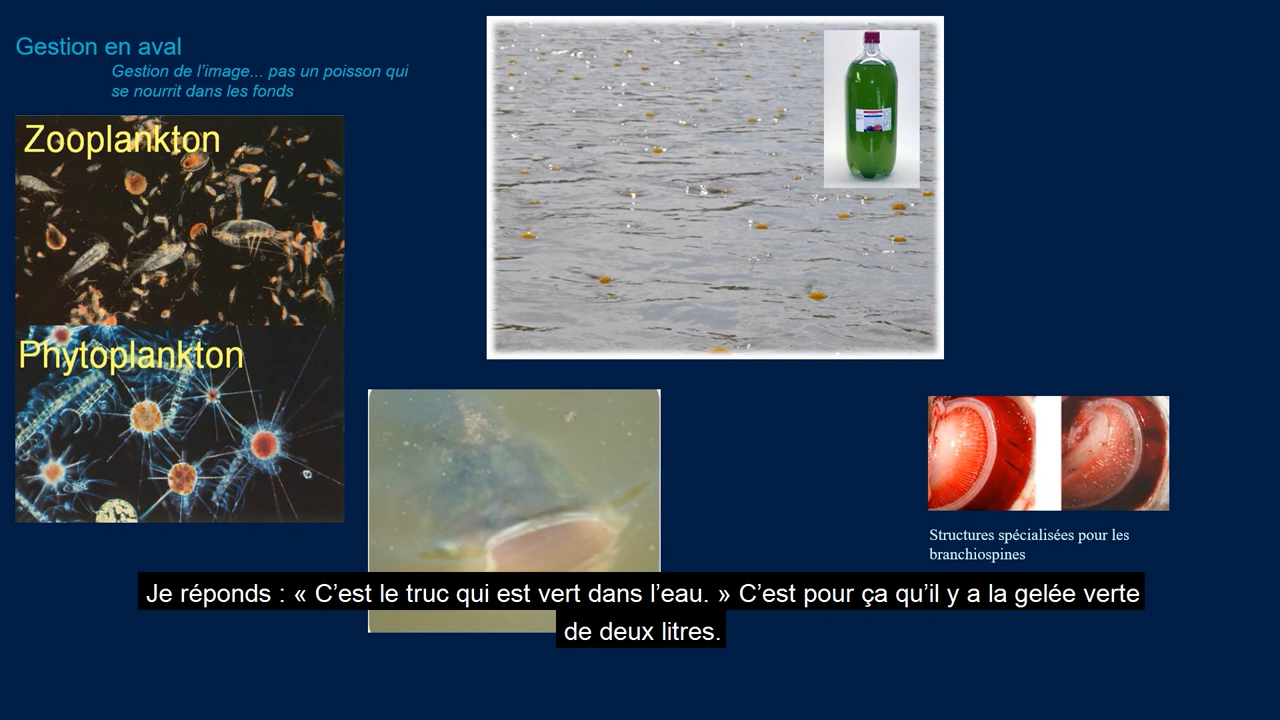 Gestion en aval
Gestion de l'image... pas un poisson qui
se nourrit dans les fonds
Zooplankton
Phytoplankton
Structures spécialisées pour les
branchiospines
Je réponds : « C’est le truc qui est vert dans l’eau. » C’est pour ça qu’il y a la gelée verte
de deux litres.